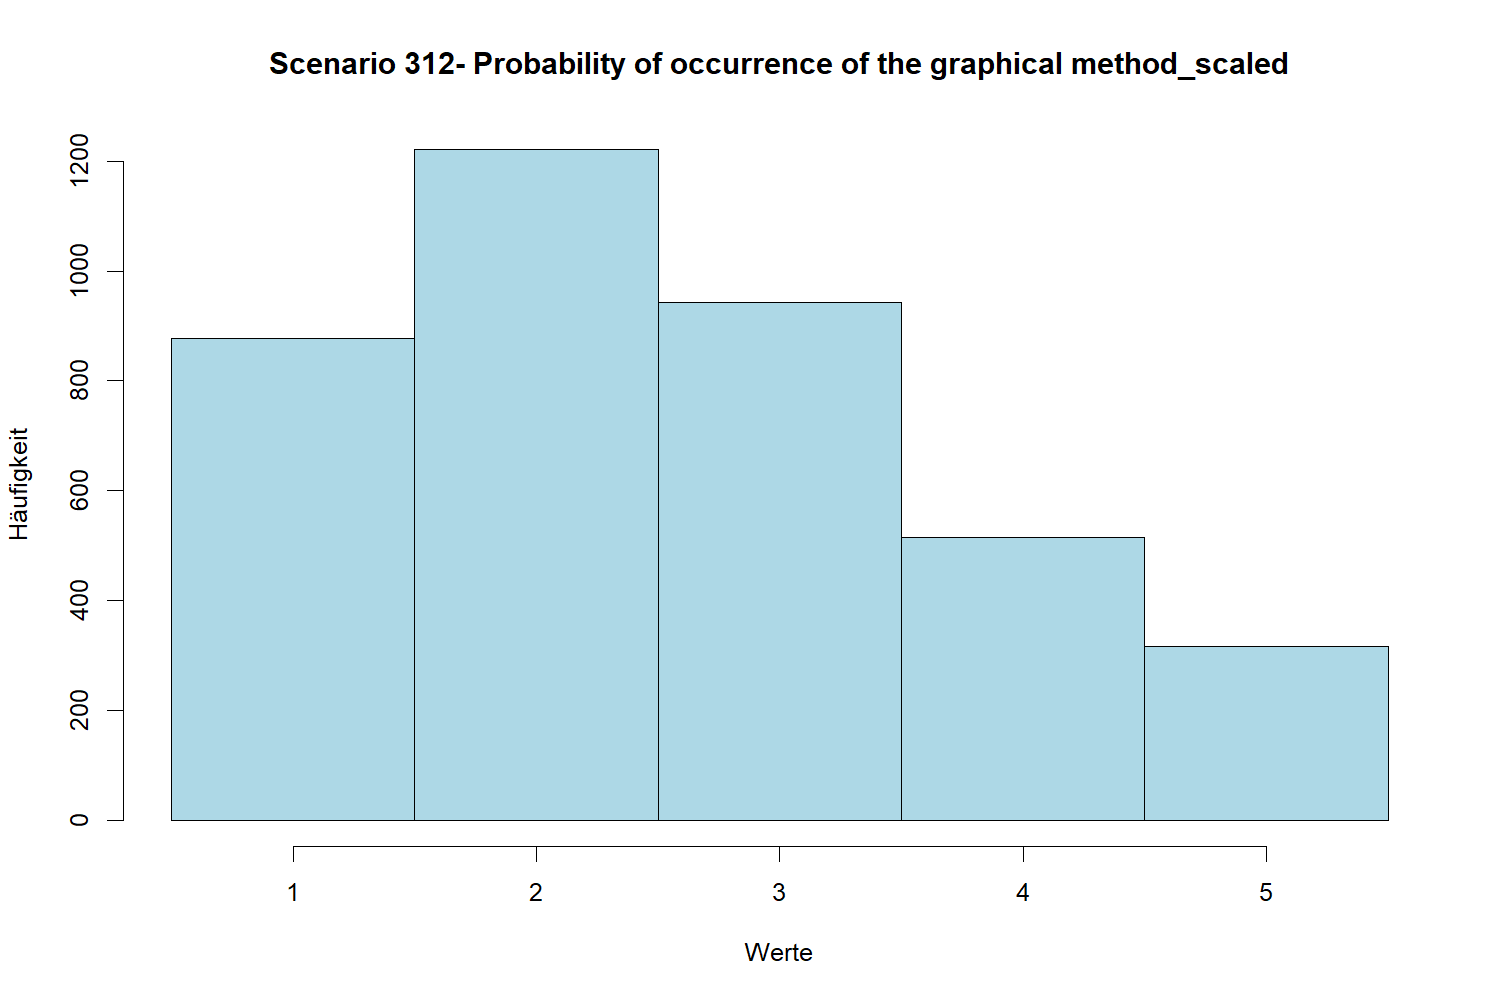 Scenario 312- Probability of occurrence of the graphical method_scaled
Häufigkeit
1200
1000
800
600
400
200
0
1 2 3 4 5
Werte